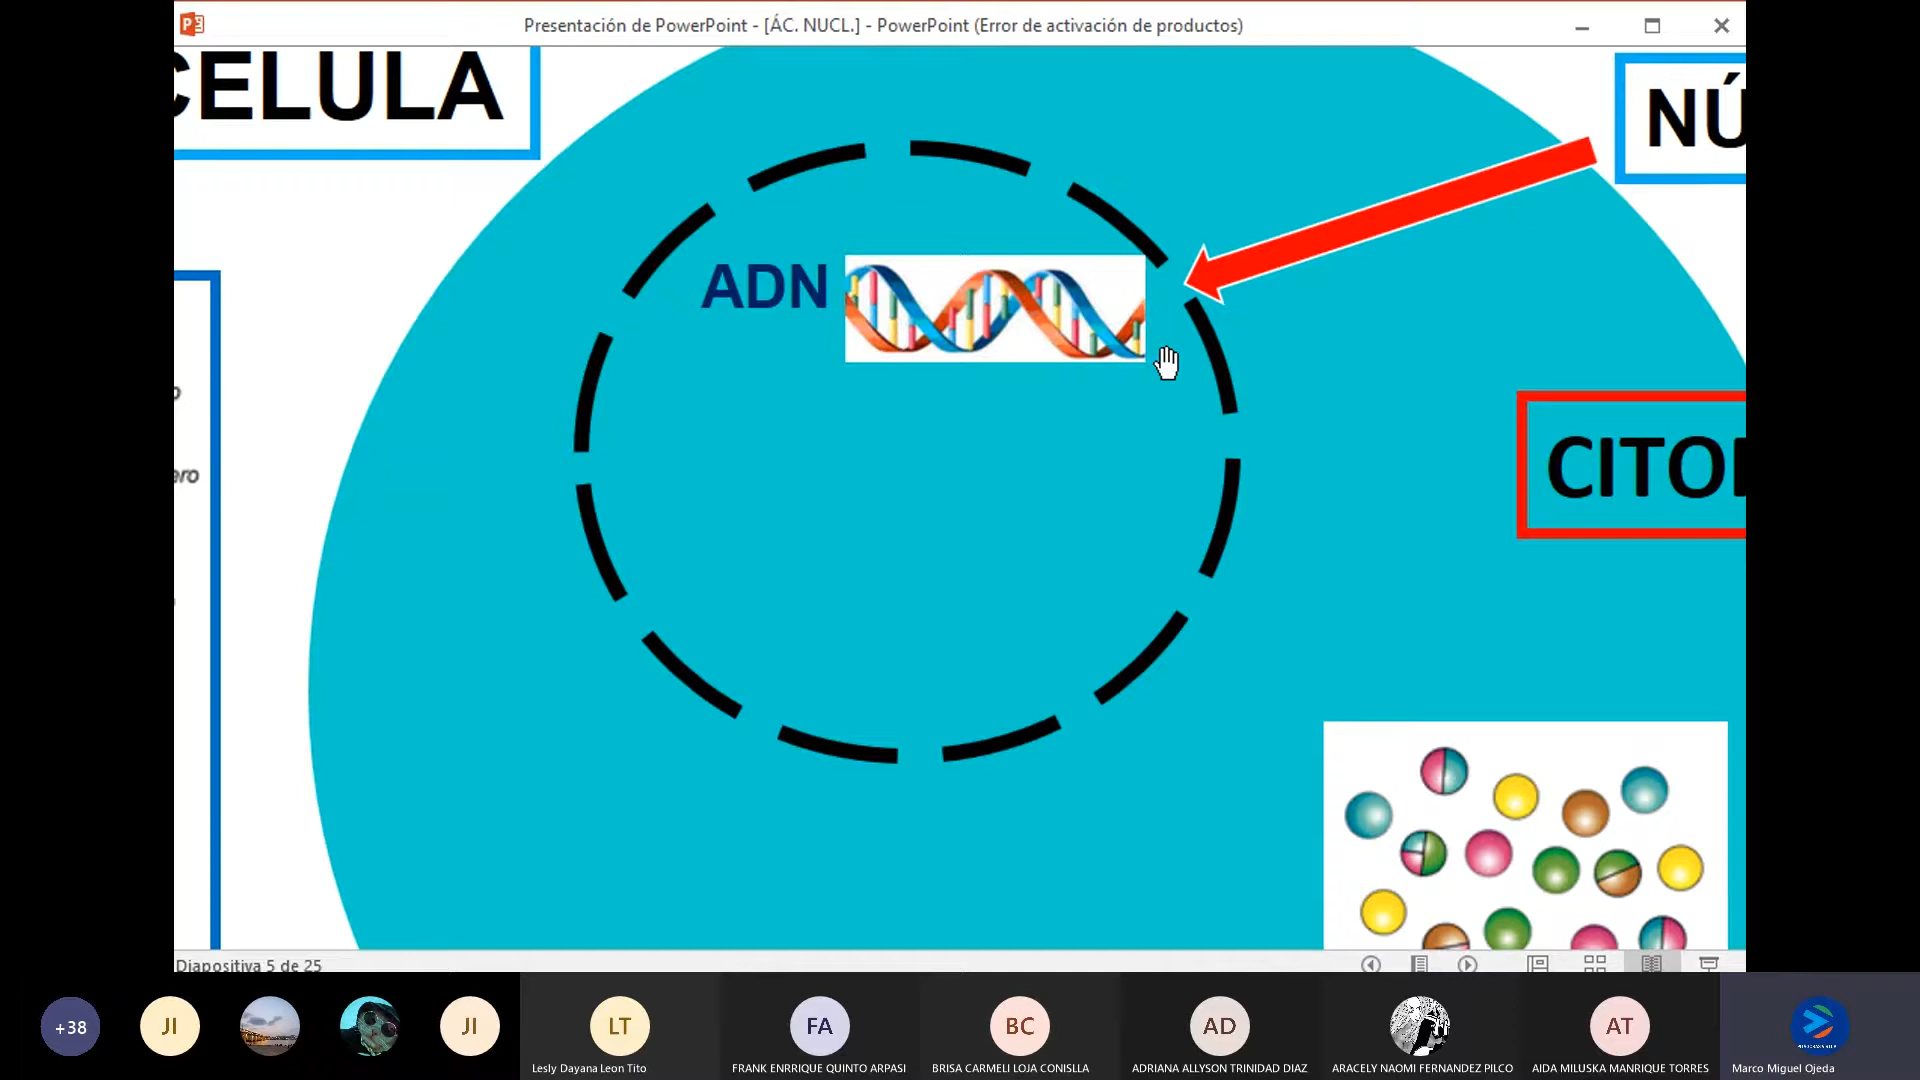 Presentación de PowerPoint - [ÁC. NUCL.] - PowerPoint (Error de activación de productos)
CELULA
NÚ
ADN
CITO
ero
Diapositiva 5 de 25
+38
JI
JI
LT
FA
BC
AD
AT
Lesly Dayana Leon Tito
FRANK ENRRIQUE QUINTO ARPASI
BRISA CARMELI LOJA CONISLLA
ADRIANA ALLYSON TRINIDAD DIAZ
ARACELY NAOMI FERNANDEZ PILCO
AIDA MILUSKA MANRIQUE TORRES
Marco Miguel Ojeda